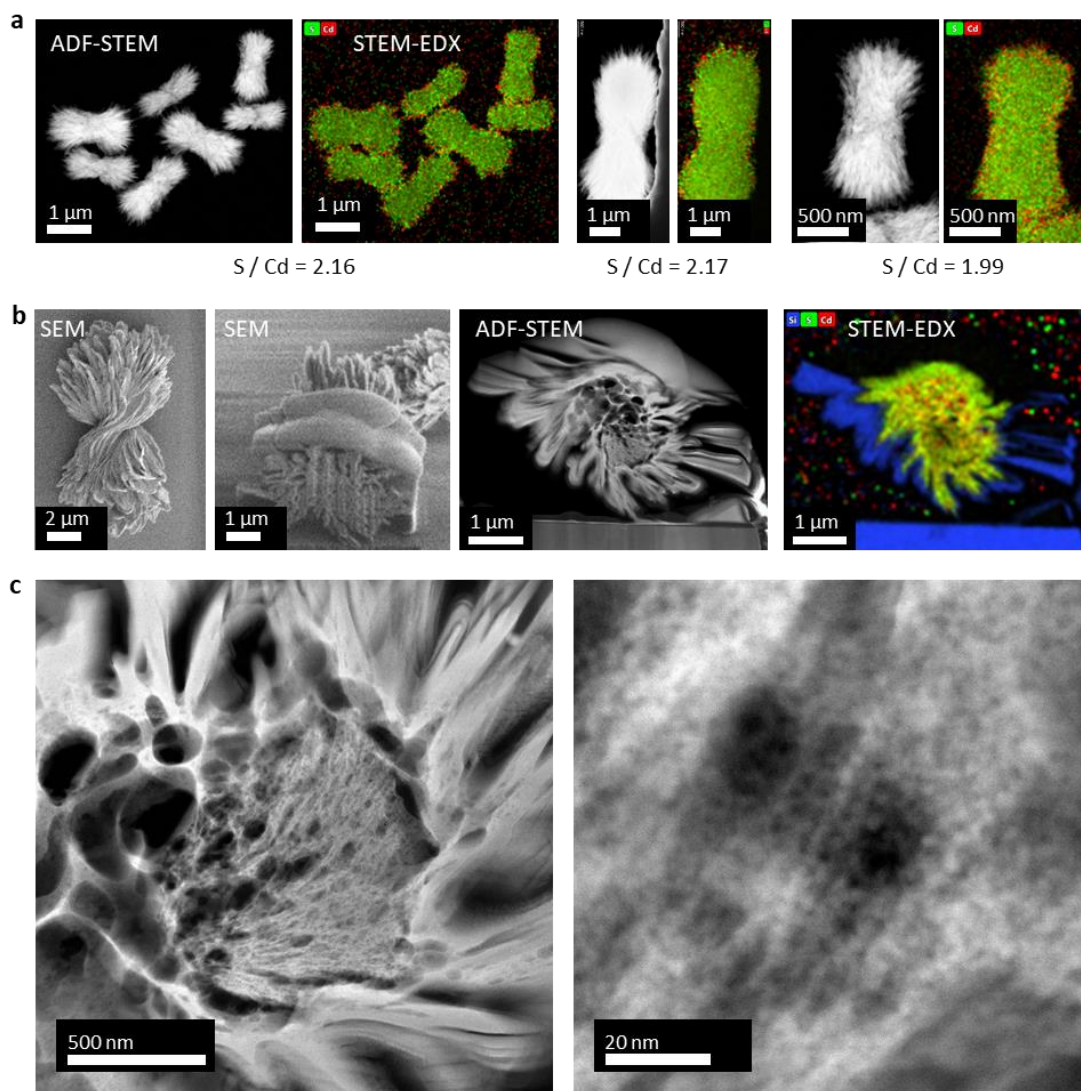 a
ADF-STEM
S Cd
STEM-EDX
S Cd
1 µm
1 µm
1 µm
1 µm
500 nm
500 nm
S / Cd = 2.16
S / Cd = 2.17
S / Cd = 1.99
b
SEM
SEM
ADF-STEM
Si S Cd
STEM-EDX
2 µm
1 µm
1 µm
1 µm
c
500 nm
20 nm